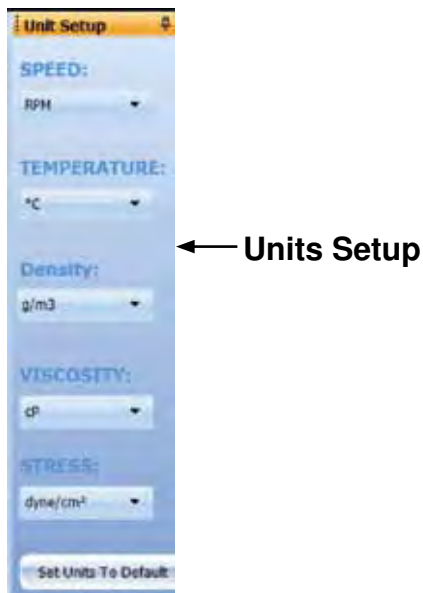 Unit Setup
SPEED:
RPM
TEMPERATURE:
°C
Units Setup
Density:
g/m3
VISCOSITY:
cP
STRESS:
dyne/cm²
Set Units To Default